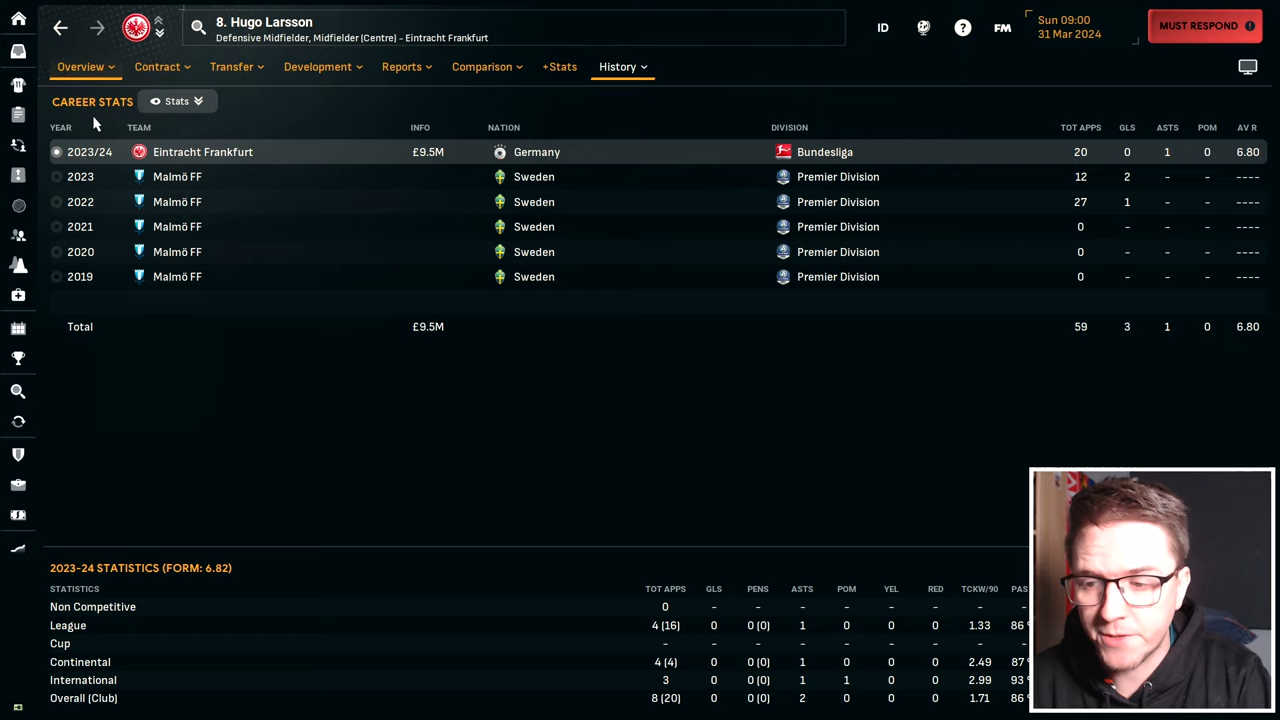 8. Hugo Larsson
Defensive Midfielder, Midfielder (Centre) - Eintracht Frankfurt
ID
FM
Sun 09:00
31 Mar 2024
MUST RESPOND
Overview
Contract
Transfer
Development
Reports
Comparison
+Stats
History
CAREER STATS
Stats
YEAR TEAM INFO NATION DIVISION TOT APPS GLS ASTS POM AV R
2023/24 Eintracht Frankfurt £9.5M Germany Bundesliga 20 0 1 0 6.80
2023 Malmö FF Sweden Premier Division 12 2 - - ----
2022 Malmö FF Sweden Premier Division 27 1 - - ----
2021 Malmö FF Sweden Premier Division 0 - - - ----
2020 Malmö FF Sweden Premier Division 0 - - - ----
2019 Malmö FF Sweden Premier Division 0 - - - ----
Total £9.5M 59 3 1 0 6.80
2023-24 STATISTICS (FORM: 6.82)
STATISTICS TOT APPS GLS PENS ASTS POM YEL RED TCKW/90 PAS
Non Competitive 0 - - - - - - - -
League 4 (16) 0 0 (0) 1 0 0 0 1.33 86
Cup - - - - - - - - -
Continental 4 (4) 0 0 (0) 1 0 0 0 2.49 87
International 3 0 0 (0) 1 1 0 0 2.99 93
Overall (Club) 8 (20) 0 0 (0) 2 0 0 0 1.71 86